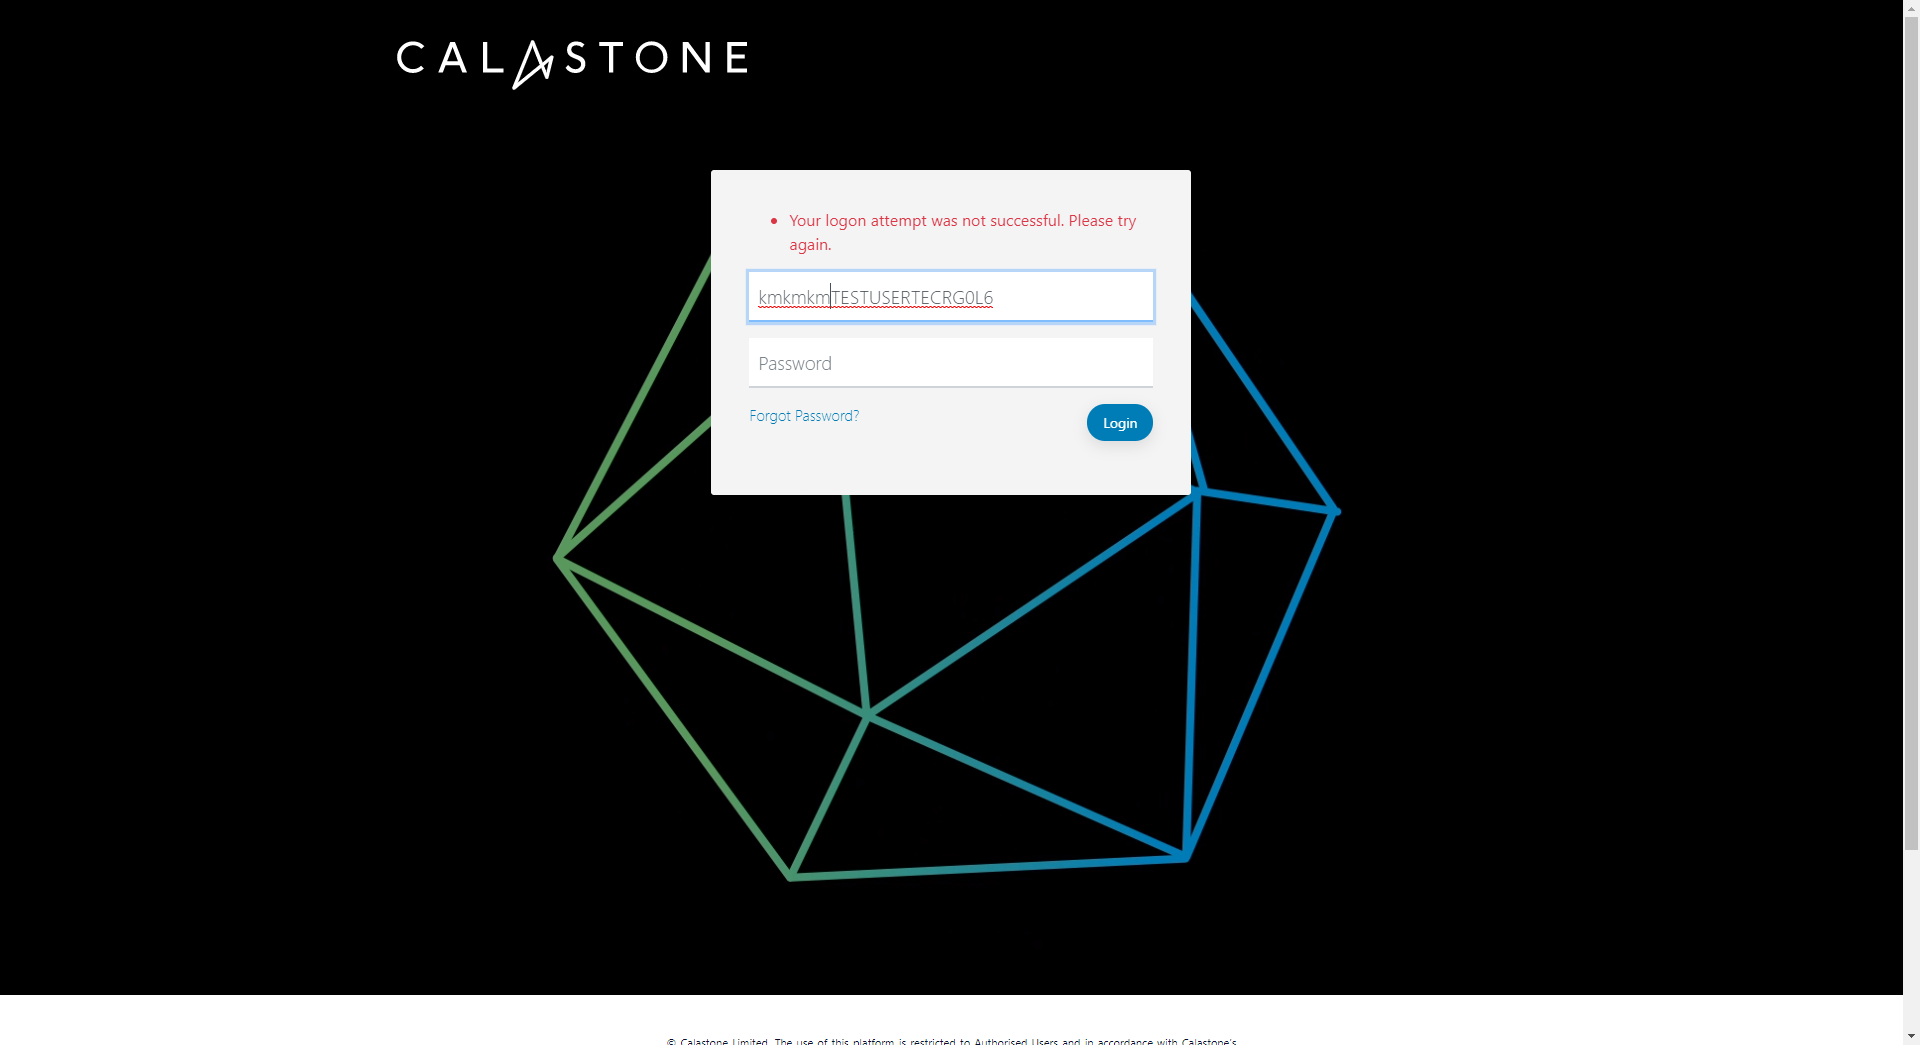 CALASTONE
Your logon attempt was not successful. Please try
again.
kmkmkmTESTUSERTECRG0L6
Password
Forgot Password?
Login
© Calastone Limited. The use of this platform is restricted to Authorised Users and in accordance with Calastone's